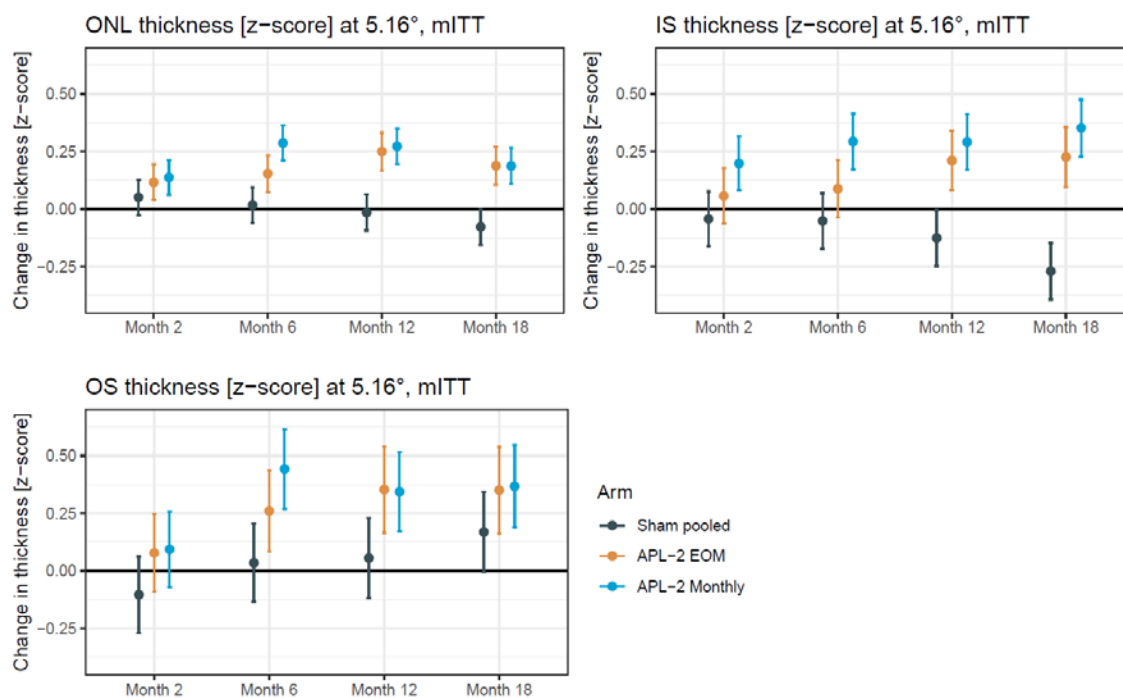 ONL thickness [z−score] at 5.16°, mITT
Change in thickness [z−score]
0.50
0.25
0.00
−0.25
Month 2 Month 6 Month 12 Month 18
IS thickness [z−score] at 5.16°, mITT
Change in thickness [z−score]
0.50
0.25
0.00
−0.25
Month 2 Month 6 Month 12 Month 18
OS thickness [z−score] at 5.16°, mITT
Change in thickness [z−score]
0.50
0.25
0.00
−0.25
Month 2 Month 6 Month 12 Month 18
Arm
Sham pooled
APL−2 EOM
APL−2 Monthly